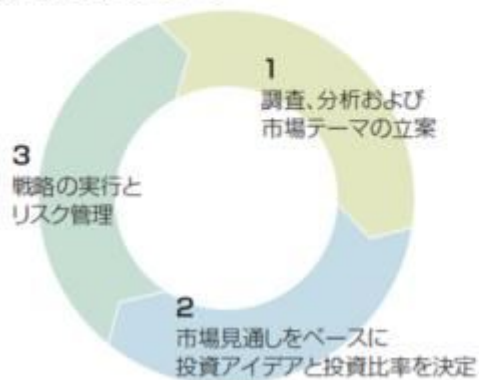 1
調査、分析および
市場テーマの立案
2
市場見通しをベースに
投資アイデアと投資比率を決定
3
戦略の実行と
リスク管理